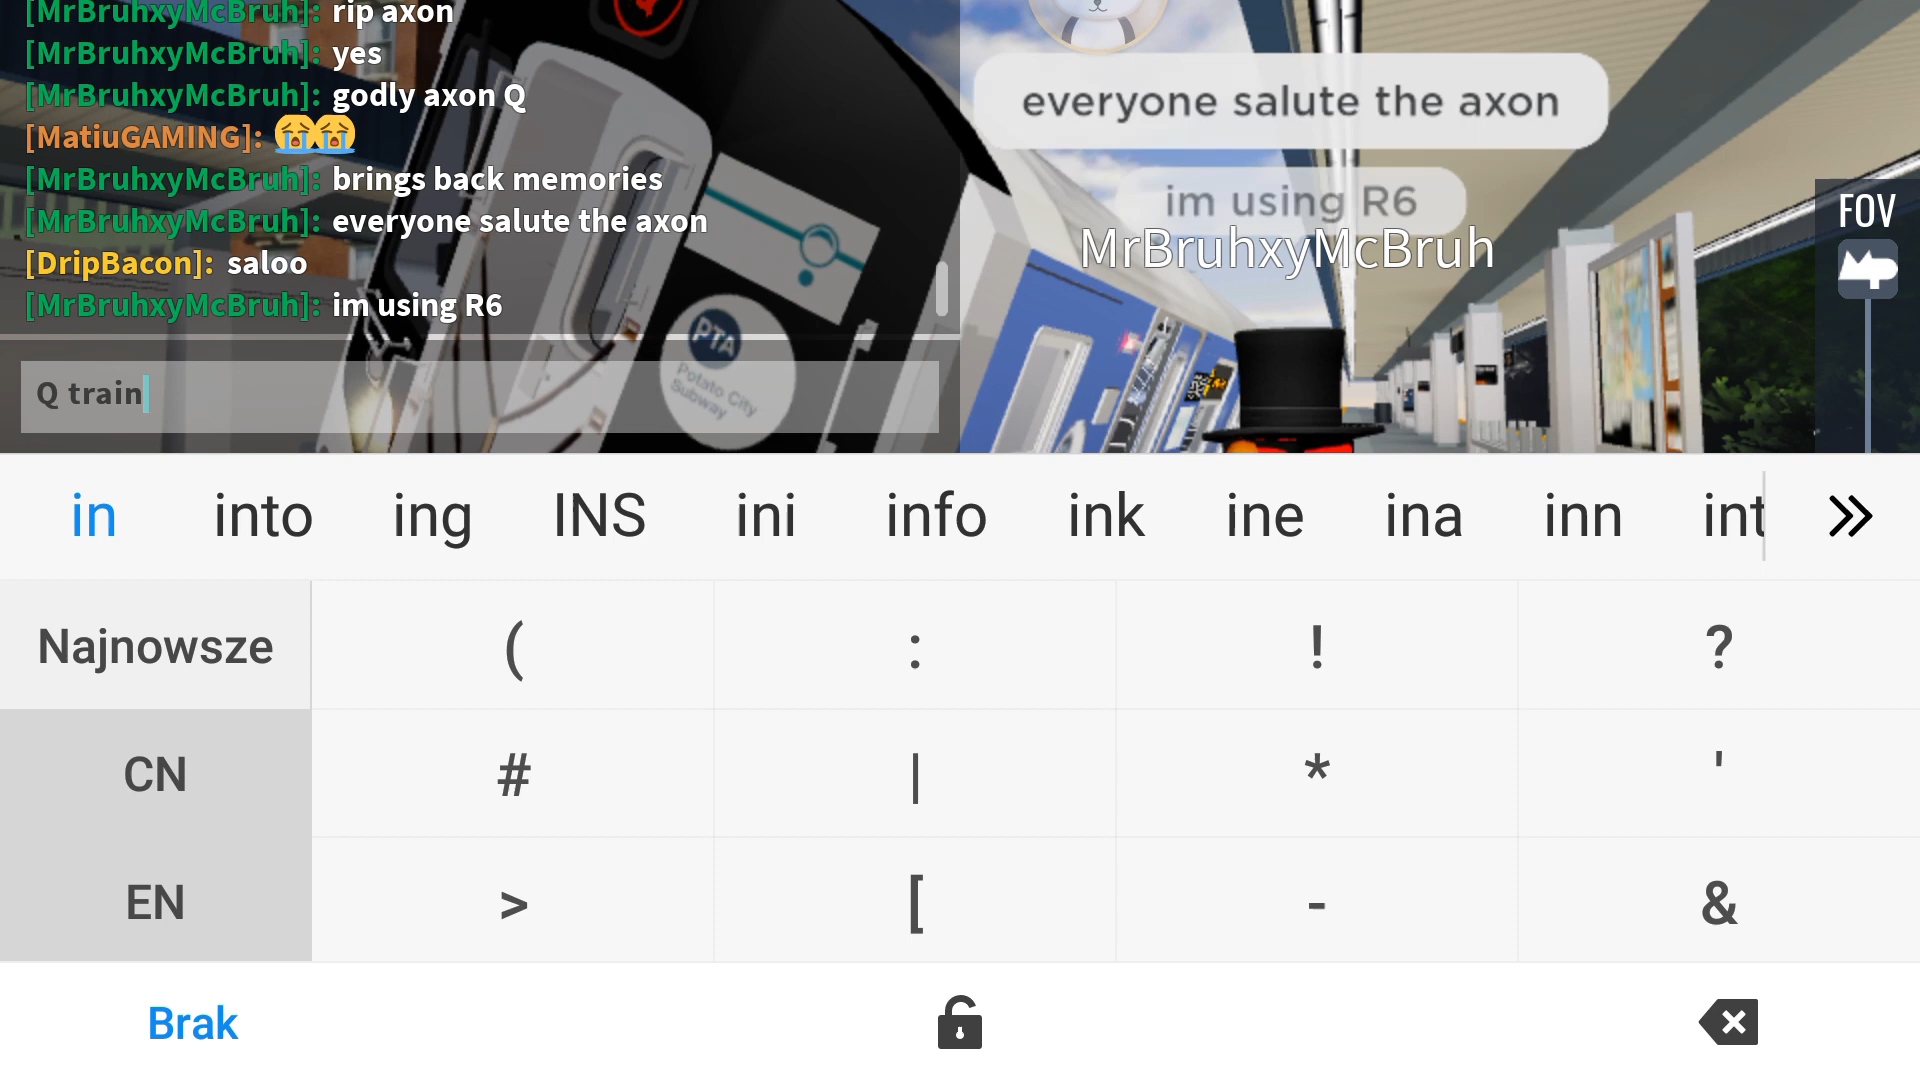 [MrBruhxyMcBruh]: rip axon
[MrBruhxyMcBruh]: yes
[MrBruhxyMcBruh]: godly axon Q
[MatiuGAMING]: 😭😭
[MrBruhxyMcBruh]: brings back memories
[MrBruhxyMcBruh]: everyone salute the axon
[DripBacon]: saloo
[MrBruhxyMcBruh]: im using R6
Q train
PTA
Potato City
Subway
everyone salute the axon
im using R6
MrBruhxyMcBruh
FOV
in into ing INS ini info ink ine ina inn int
Najnowsze ( : ! ?
CN # | * '
EN > [ - &
Brak